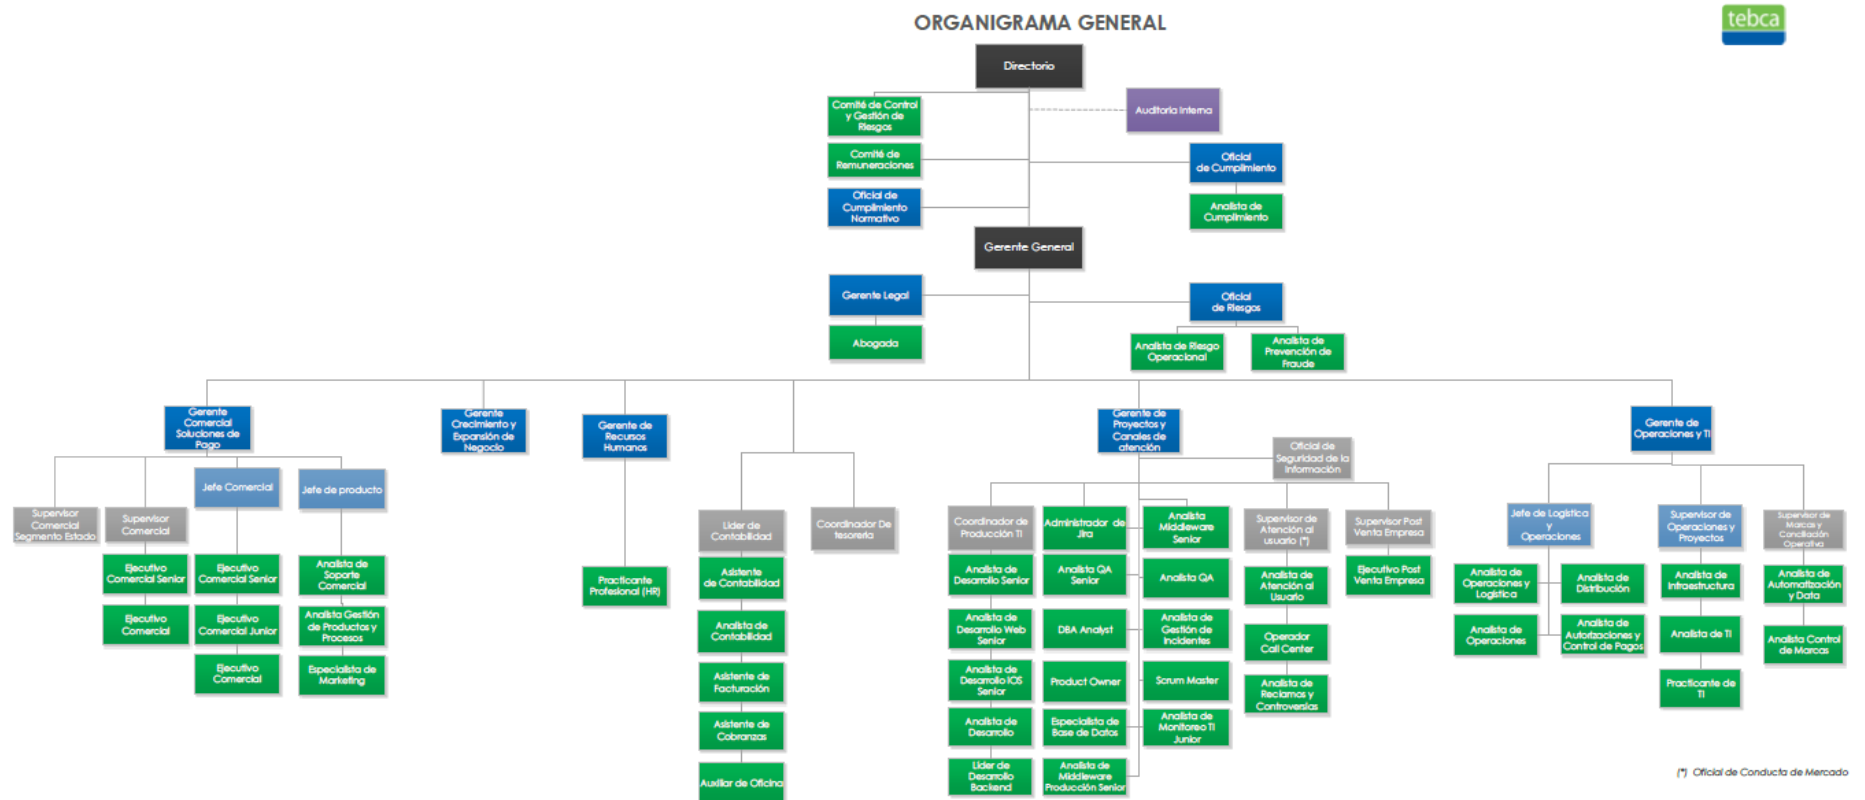 ORGANIGRAMA GENERAL
tebca
Directorio
Comité de Control
y Gestión de
Riesgos
Auditoria Interna
Comité de
Remuneraciones
Oficial
de Cumplimiento
Oficial de
Cumplimiento
Normativo
Analista de
Cumplimiento
Gerente General
Gerente Legal
Oficial
de Riesgos
Abogada
Analista de Riesgo
Operacional
Analista de
Prevención de
Fraude
Gerente
Comercial
Soluciones de
Pago
Gerente
Crecimiento y
Expansión de
Negocio
Gerente de
Recursos
Humanos
Gerente de
Proyectos y
Canales de
atención
Gerente de
Operaciones y TI
Oficial de
Seguridad de la
Información
Supervisor
Comercial
Segmento Estado
Supervisor
Comercial
Jefe Comercial
Jefe de producto
Ejecutivo
Comercial Senior
Ejecutivo
Comercial
Ejecutivo
Comercial Senior
Ejecutivo
Comercial Junior
Ejecutivo
Comercial
Analista de
Soporte
Comercial
Analista Gestión
de Productos y
Procesos
Especialista de
Marketing
Practicante
Profesional (HR)
Líder de
Contabilidad
Coordinador De
tesorería
Asistente
de Contabilidad
Analista de
Contabilidad
Asistente de
Facturación
Asistente de
Cobranzas
Auxiliar de Oficina
Coordinador de
Producción TI
Analista de
Desarrollo Senior
Analista de
Desarrollo Web
Senior
Analista de
Desarrollo IOS
Senior
Analista de
Desarrollo
Líder de
Desarrollo
Backend
Administrador de
Jira
Analista QA
Senior
DBA Analyst
Product Owner
Especialista de
Base de Datos
Analista de
Middleware
Producción Senior
Analista
Middleware
Senior
Analista QA
Analista de
Gestión de
Incidentes
Scrum Master
Analista de
Monitoreo TI
Junior
Supervisor de
Atención al
usuario (*)
Analista de
Atención al
Usuario
Operador
Call Center
Analista de
Reclamos y
Controversias
Supervisor Post
Venta Empresa
Ejecutivo Post
Venta Empresa
Jefe de Logística
y
Operaciones
Analista de
Operaciones y
Logística
Analista de
Distribución
Analista de
Operaciones
Analista de
Autorizaciones y
Control de Pagos
Supervisor de
Operaciones y
Proyectos
Analista de
Infraestructura
Analista de TI
Practicante de
TI
Supervisor de
Marcas y
Conciliación
Operativa
Analista de
Automatización
y Data
Analista Control
de Marcas
(*) Oficial de Conducta de Mercado